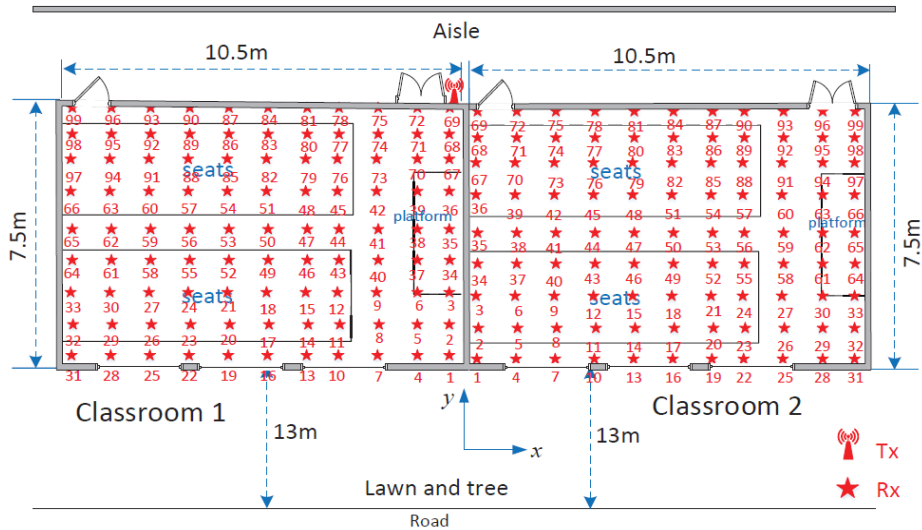 Aisle
10.5m 10.5m
99 96 93 90 87 84 81 78 75 72 69 69 72 75 78 81 84 87 90 93 96 99
98 95 92 89 86 83 80 77 74 71 68 68 71 74 77 80 83 86 89 92 95 98
seats seats
97 94 91 88 85 82 79 76 73 70 67 67 70 73 76 79 82 85 88 91 94 97
66 63 60 57 54 51 48 45 42 39 36 36 39 42 45 48 51 54 57 60 63 66
platform platform
65 62 59 56 53 50 47 44 41 38 35 35 38 41 44 47 50 53 56 59 62 65
7.5m 7.5m
64 61 58 55 52 49 46 43 40 37 34 34 37 40 43 46 49 52 55 58 61 64
seats seats
33 30 27 24 21 18 15 12 9 6 3 3 6 9 12 15 18 21 24 27 30 33
32 29 26 23 20 17 14 11 8 5 2 2 5 8 11 14 17 20 23 26 29 32
31 28 25 22 19 16 13 10 7 4 1 1 4 7 10 13 16 19 22 25 28 31
Classroom 1 y Classroom 2
13m x 13m
Tx
Lawn and tree Rx
Road